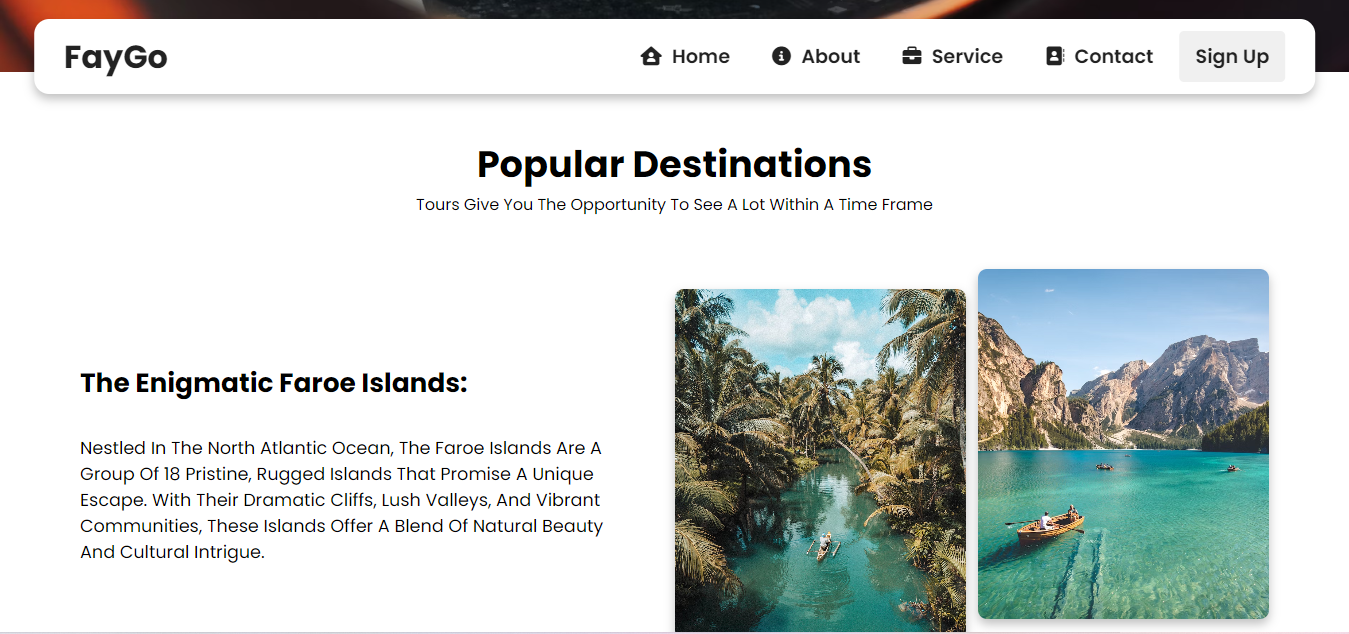 FayGo
Home
About
Service
Contact
Sign Up
Popular Destinations
Tours Give You The Opportunity To See A Lot Within A Time Frame
The Enigmatic Faroe Islands:
Nestled In The North Atlantic Ocean, The Faroe Islands Are A
Group Of 18 Pristine, Rugged Islands That Promise A Unique
Escape. With Their Dramatic Cliffs, Lush Valleys, And Vibrant
Communities, These Islands Offer A Blend Of Natural Beauty
And Cultural Intrigue.